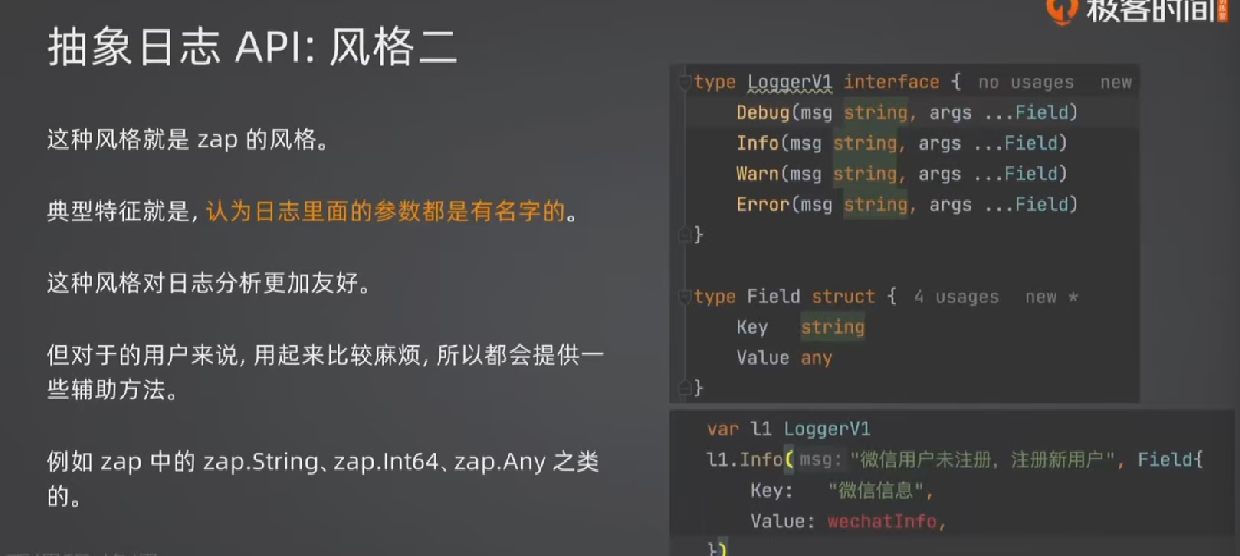 极客时间
抽象日志 API: 风格二
这种风格就是 zap 的风格。
典型特征就是, 认为日志里面的参数都是有名字的。
这种风格对日志分析更加友好。
但对于的用户来说, 用起来比较麻烦, 所以都会提供一
些辅助方法。
例如 zap 中的 zap.String、zap.Int64、zap.Any 之类
的。
type LoggerV1 interface { no usages new
Debug(msg string, args ...Field)
Info(msg string, args ...Field)
Warn(msg string, args ...Field)
Error(msg string, args ...Field)
}
type Field struct { 4 usages new *
Key string
Value any
}
var l1 LoggerV1
l1.Info( msg: "微信用户未注册, 注册新用户", Field{
Key: "微信信息",
Value: wechatInfo,
})